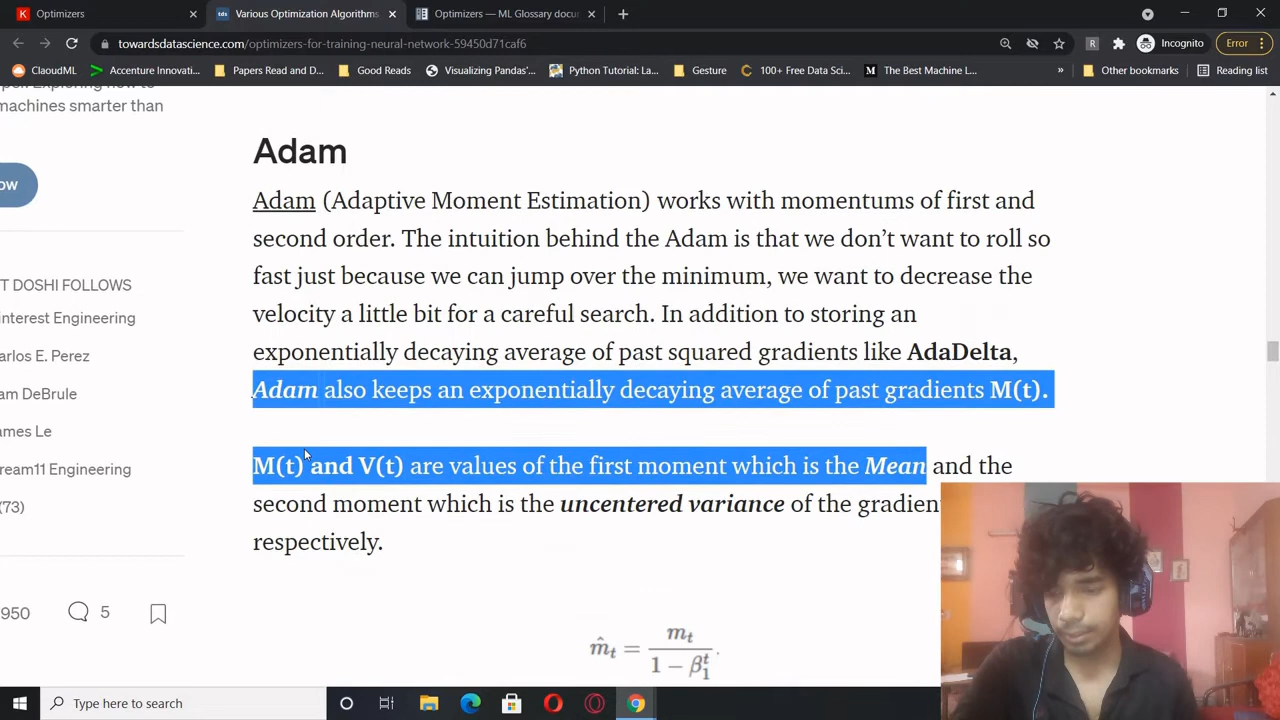 Optimizers
Various Optimization Algorithms
Optimizers — ML Glossary docu
towardsdatascience.com/optimizers-for-training-neural-network-59450d71caf6
R
Incognito
Error
ClaoudML
Accenture Innovati...
Papers Read and D...
Good Reads
Visualizing Pandas'...
Python Tutorial: La...
Gesture
100+ Free Data Sci...
The Best Machine L...
»
Other bookmarks
Reading list
machines smarter than
OW
T DOSHI FOLLOWS
interest Engineering
arlos E. Perez
am DeBrule
ames Le
ream11 Engineering
(73)
950
5
Adam
Adam (Adaptive Moment Estimation) works with momentums of first and
second order. The intuition behind the Adam is that we don't want to roll so
fast just because we can jump over the minimum, we want to decrease the
velocity a little bit for a careful search. In addition to storing an
exponentially decaying average of past squared gradients like AdaDelta,
Adam also keeps an exponentially decaying average of past gradients M(t).
M(t) and V(t) are values of the first moment which is the Mean and the
second moment which is the uncentered variance of the gradien
respectively.
m̂_t = m_t / (1 − β_1^t).
Type here to search